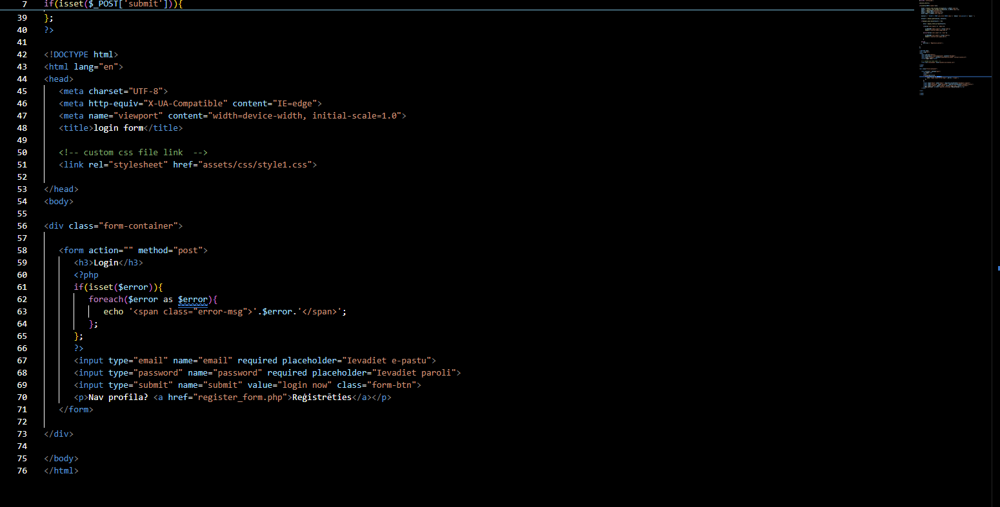 7 if(isset($_POST['submit'])){
39 };
40 ?>
41
42 <!DOCTYPE html>
43 <html lang="en">
44 <head>
45 <meta charset="UTF-8">
46 <meta http-equiv="X-UA-Compatible" content="IE=edge">
47 <meta name="viewport" content="width=device-width, initial-scale=1.0">
48 <title>login form</title>
49
50 <!-- custom css file link  -->
51 <link rel="stylesheet" href="assets/css/style1.css">
52
53 </head>
54 <body>
55
56 <div class="form-container">
57
58 <form action="" method="post">
59 <h3>Login</h3>
60 <?php
61 if(isset($error)){
62 foreach($error as $error){
63 echo '<span class="error-msg">'.$error.'</span>';
64 };
65 };
66 ?>
67 <input type="email" name="email" required placeholder="Ievadiet e-pastu">
68 <input type="password" name="password" required placeholder="Ievadiet paroli">
69 <input type="submit" name="submit" value="login now" class="form-btn">
70 <p>Nav profila? <a href="register_form.php">Reģistrēties</a></p>
71 </form>
72
73 </div>
74
75 </body>
76 </html>